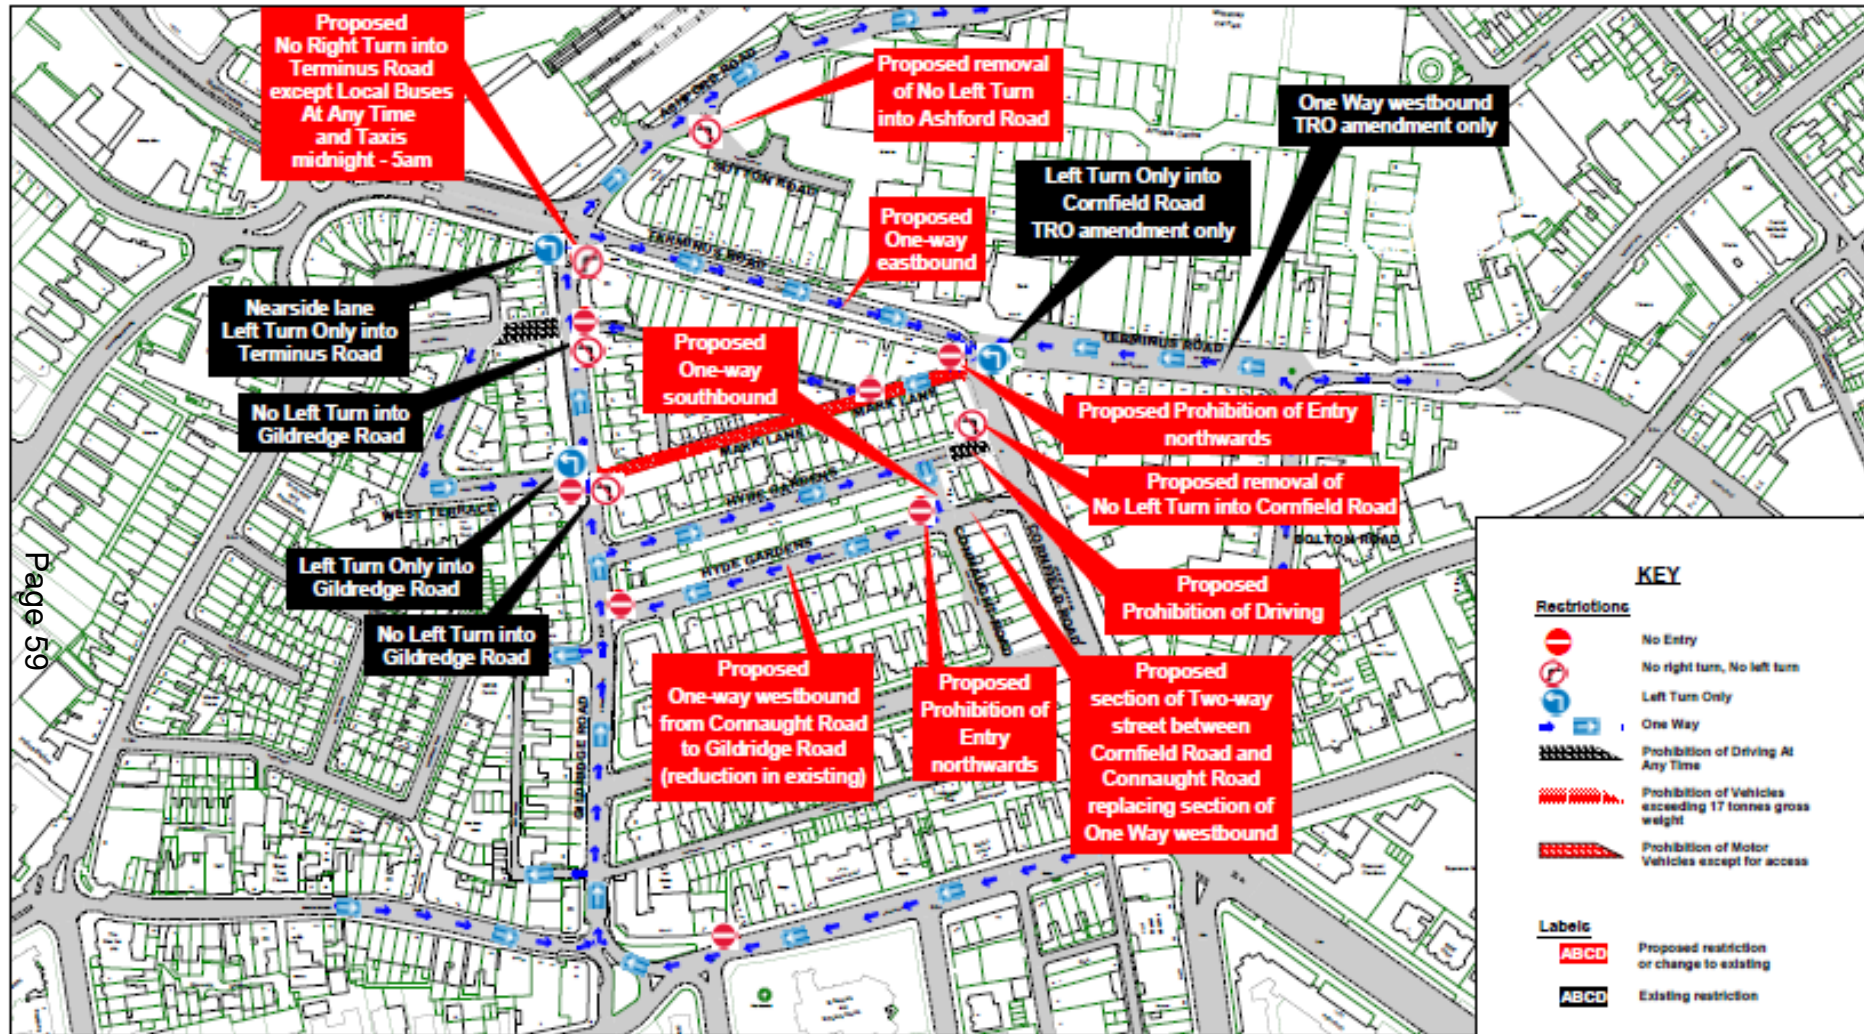 Proposed
No Right Turn into
Terminus Road
except Local Buses
At Any Time
and Taxis
midnight - 5am
Proposed removal
of No Left Turn
into Ashford Road
One Way westbound
TRO amendment only
Left Turn Only into
Cornfield Road
TRO amendment only
Proposed
One-way
eastbound
Nearside lane
Left Turn Only into
Terminus Road
No Left Turn into
Gildredge Road
Proposed
One-way
southbound
Proposed Prohibition of Entry
northwards
Proposed removal of
No Left Turn into Cornfield Road
Left Turn Only into
Gildredge Road
No Left Turn into
Gildredge Road
Proposed
Prohibition of Driving
Proposed
One-way westbound
from Connaught Road
to Gildridge Road
(reduction in existing)
Proposed
Prohibition of
Entry
northwards
Proposed
section of Two-way
street between
Cornfield Road and
Connaught Road
replacing section of
One Way westbound
ASHFORD ROAD
SUTTON ROAD
TERMINUS ROAD
TERMINUS ROAD
MARK LANE
MARK LANE
HYDE GARDENS
HYDE GARDENS
WEST TERRACE
CONNAUGHT ROAD
CORNFIELD ROAD
BOLTON ROAD
GILDRIDGE ROAD
Page 59
KEY
Restrictions
No Entry
No right turn, No left turn
Left Turn Only
One Way
Prohibition of Driving At
Any Time
Prohibition of Vehicles
exceeding 17 tonnes gross
weight
Prohibition of Motor
Vehicles except for access
Labels
ABCD
Proposed restriction
or change to existing
ABCD
Existing restriction